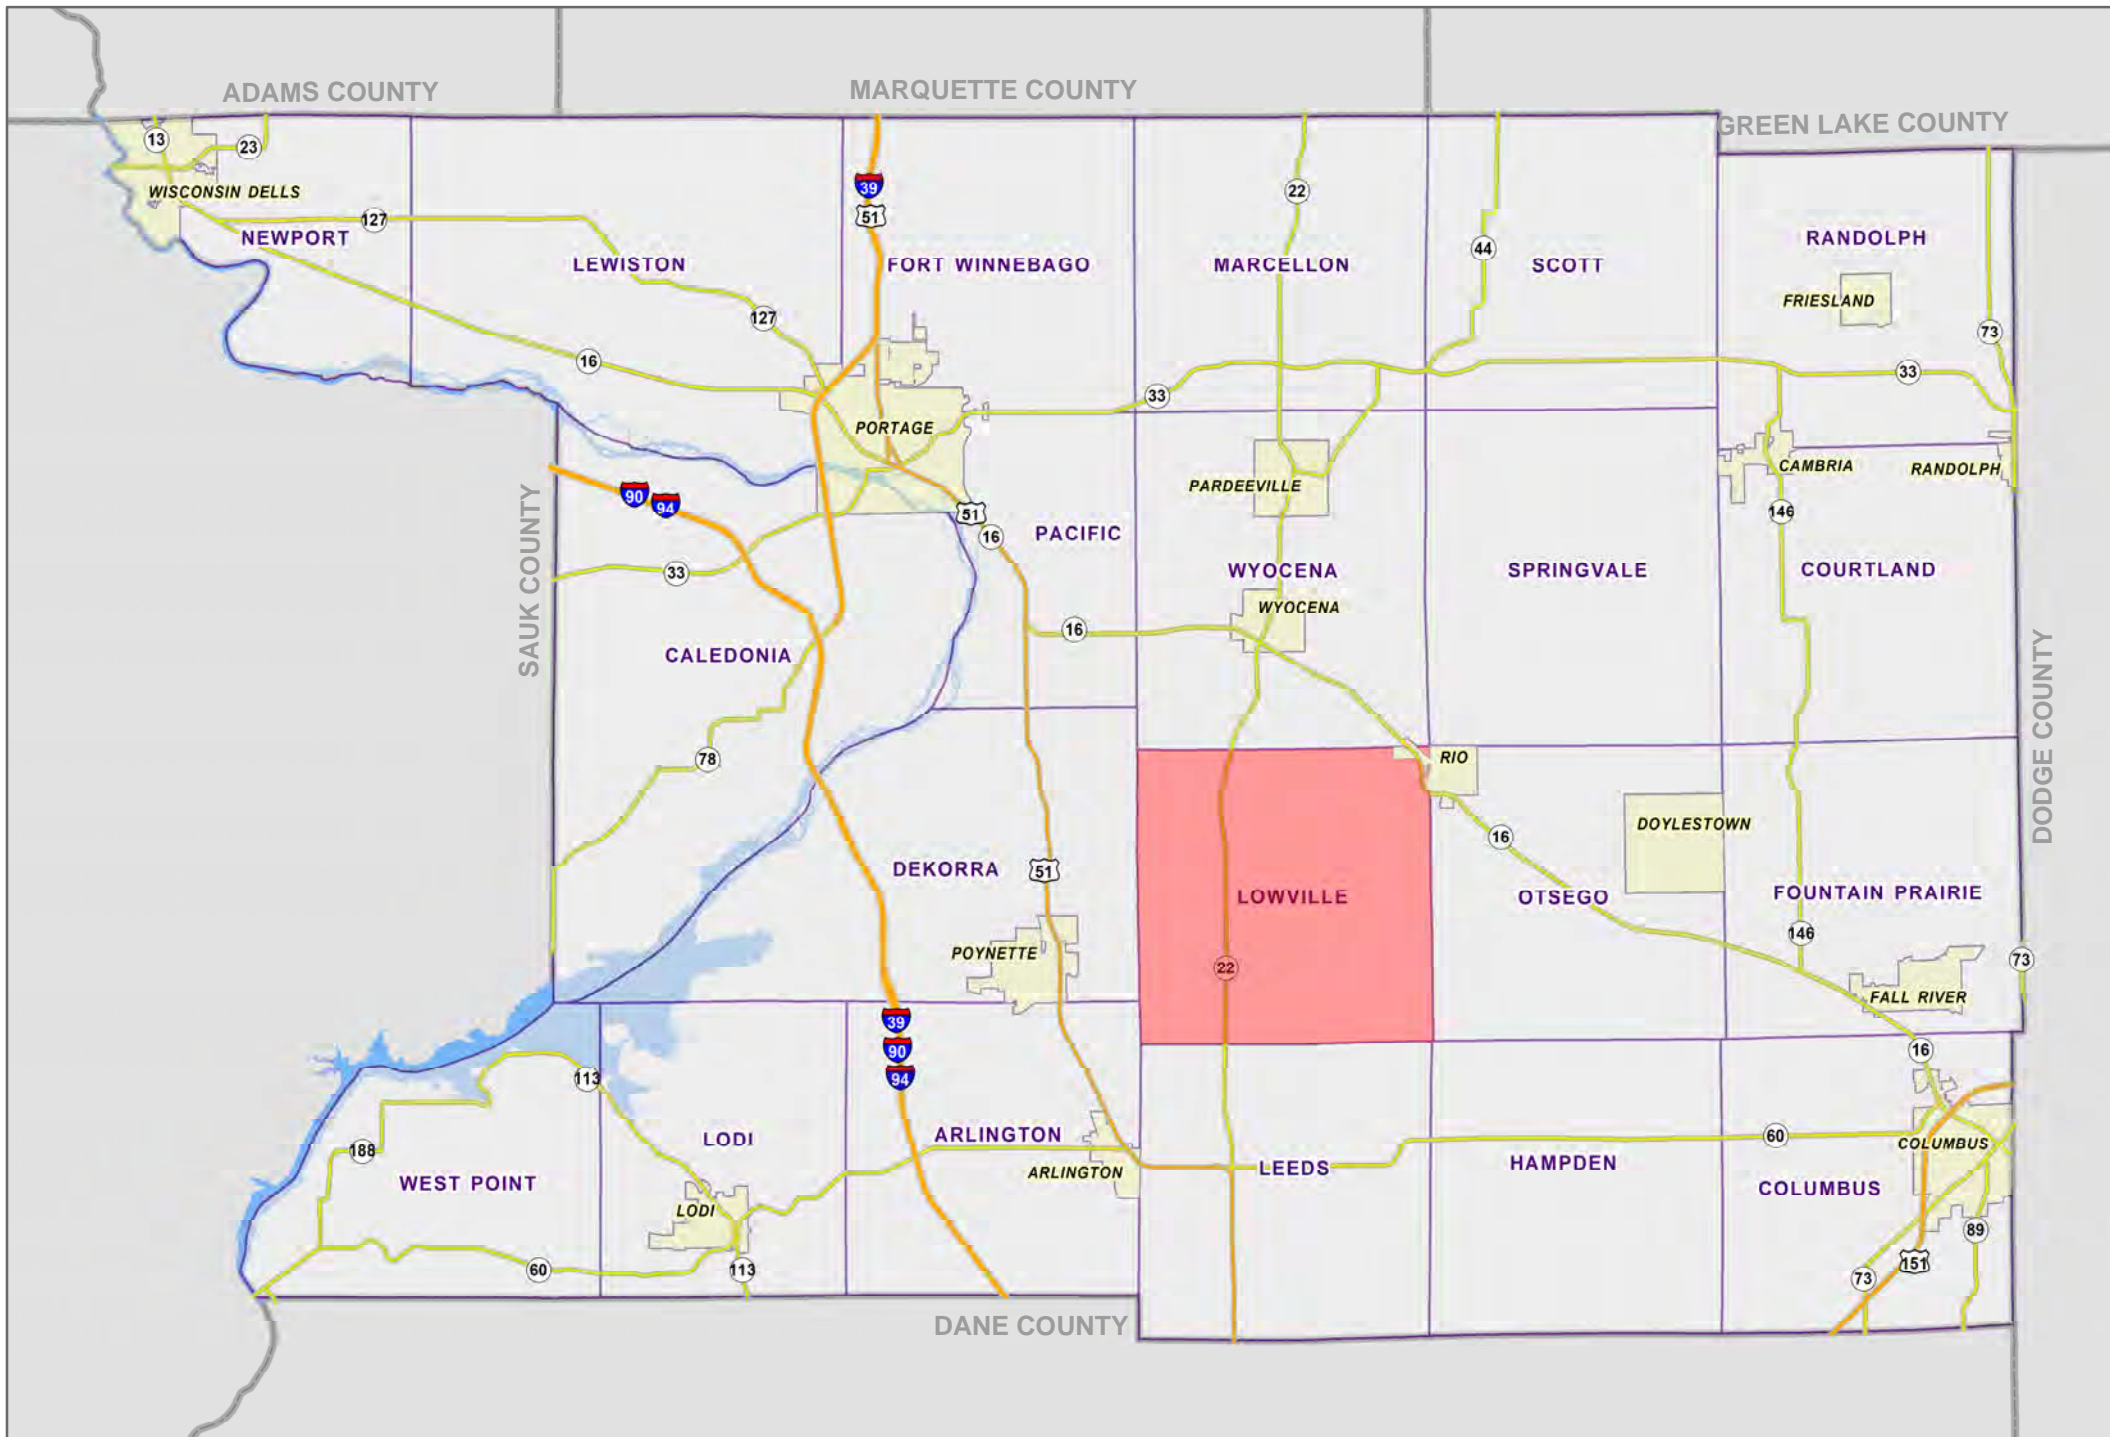 ADAMS COUNTY
MARQUETTE COUNTY
GREEN LAKE COUNTY
13
23
39
51
22
WISCONSIN DELLS
127
NEWPORT
LEWISTON
FORT WINNEBAGO
MARCELLON
44
SCOTT
RANDOLPH
FRIESLAND
127
73
16
33
33
PORTAGE
CAMBRIA
RANDOLPH
PARDEEVILLE
90
94
51
146
16
PACIFIC
SAUK COUNTY
33
WYOCENA
SPRINGVALE
COURTLAND
WYOCENA
16
CALEDONIA
DODGE COUNTY
78
RIO
DOYLESTOWN
16
DEKORRA
51
LOWVILLE
OTSEGO
FOUNTAIN PRAIRIE
146
POYNETTE
22
73
FALL RIVER
39
90
94
16
113
LODI
ARLINGTON
60
COLUMBUS
188
WEST POINT
ARLINGTON
LEEDS
HAMPDEN
COLUMBUS
LODI
89
60
113
151
73
DANE COUNTY